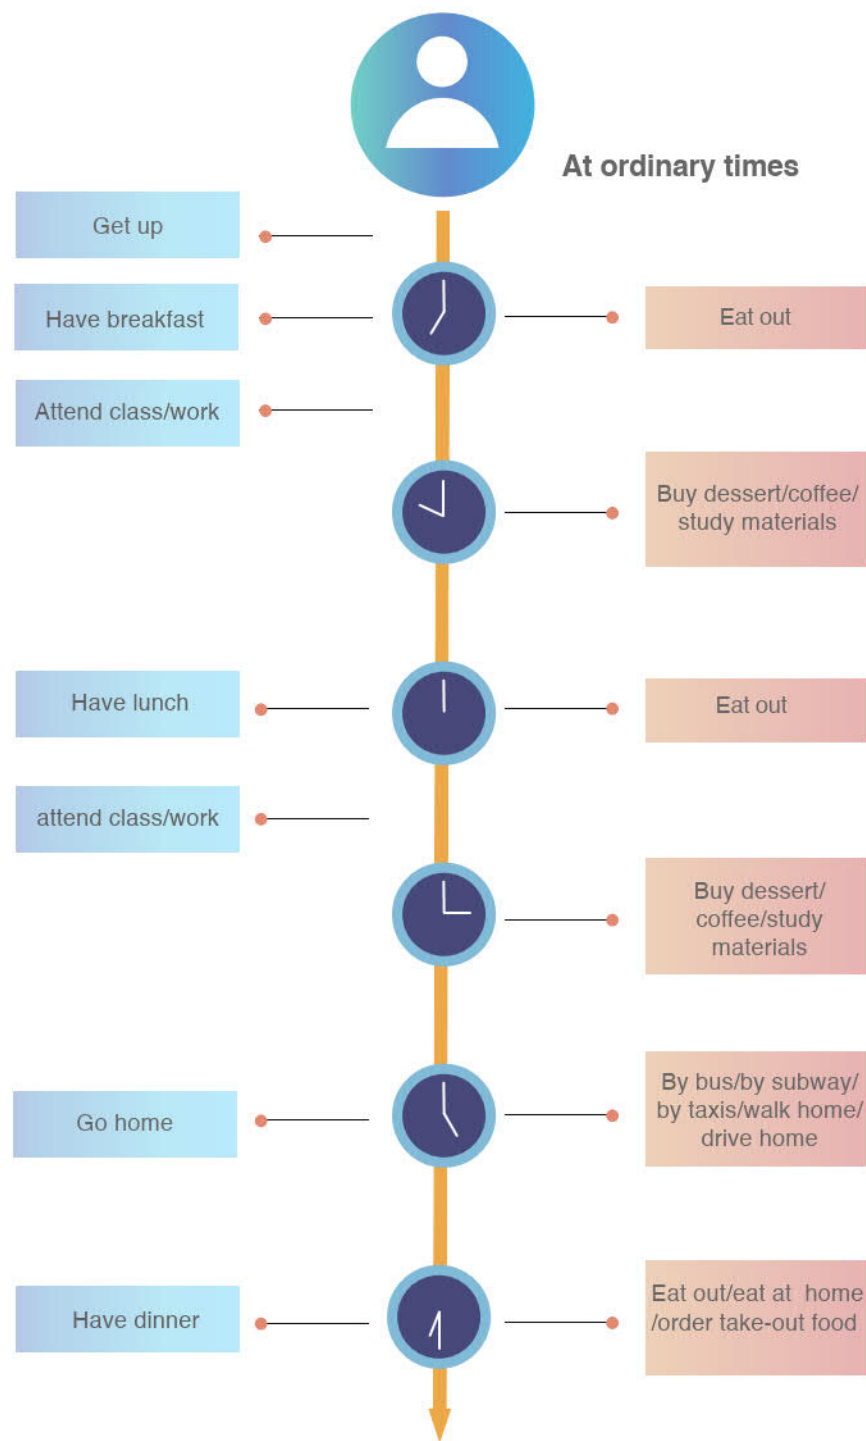 At ordinary times
Get up
Have breakfast
Eat out
Attend class/work
Buy dessert/coffee/
study materials
Have lunch
Eat out
attend class/work
Buy dessert/
coffee/study
materials
Go home
By bus/by subway/
by taxis/walk home/
drive home
Have dinner
Eat out/eat at home
/order take-out food